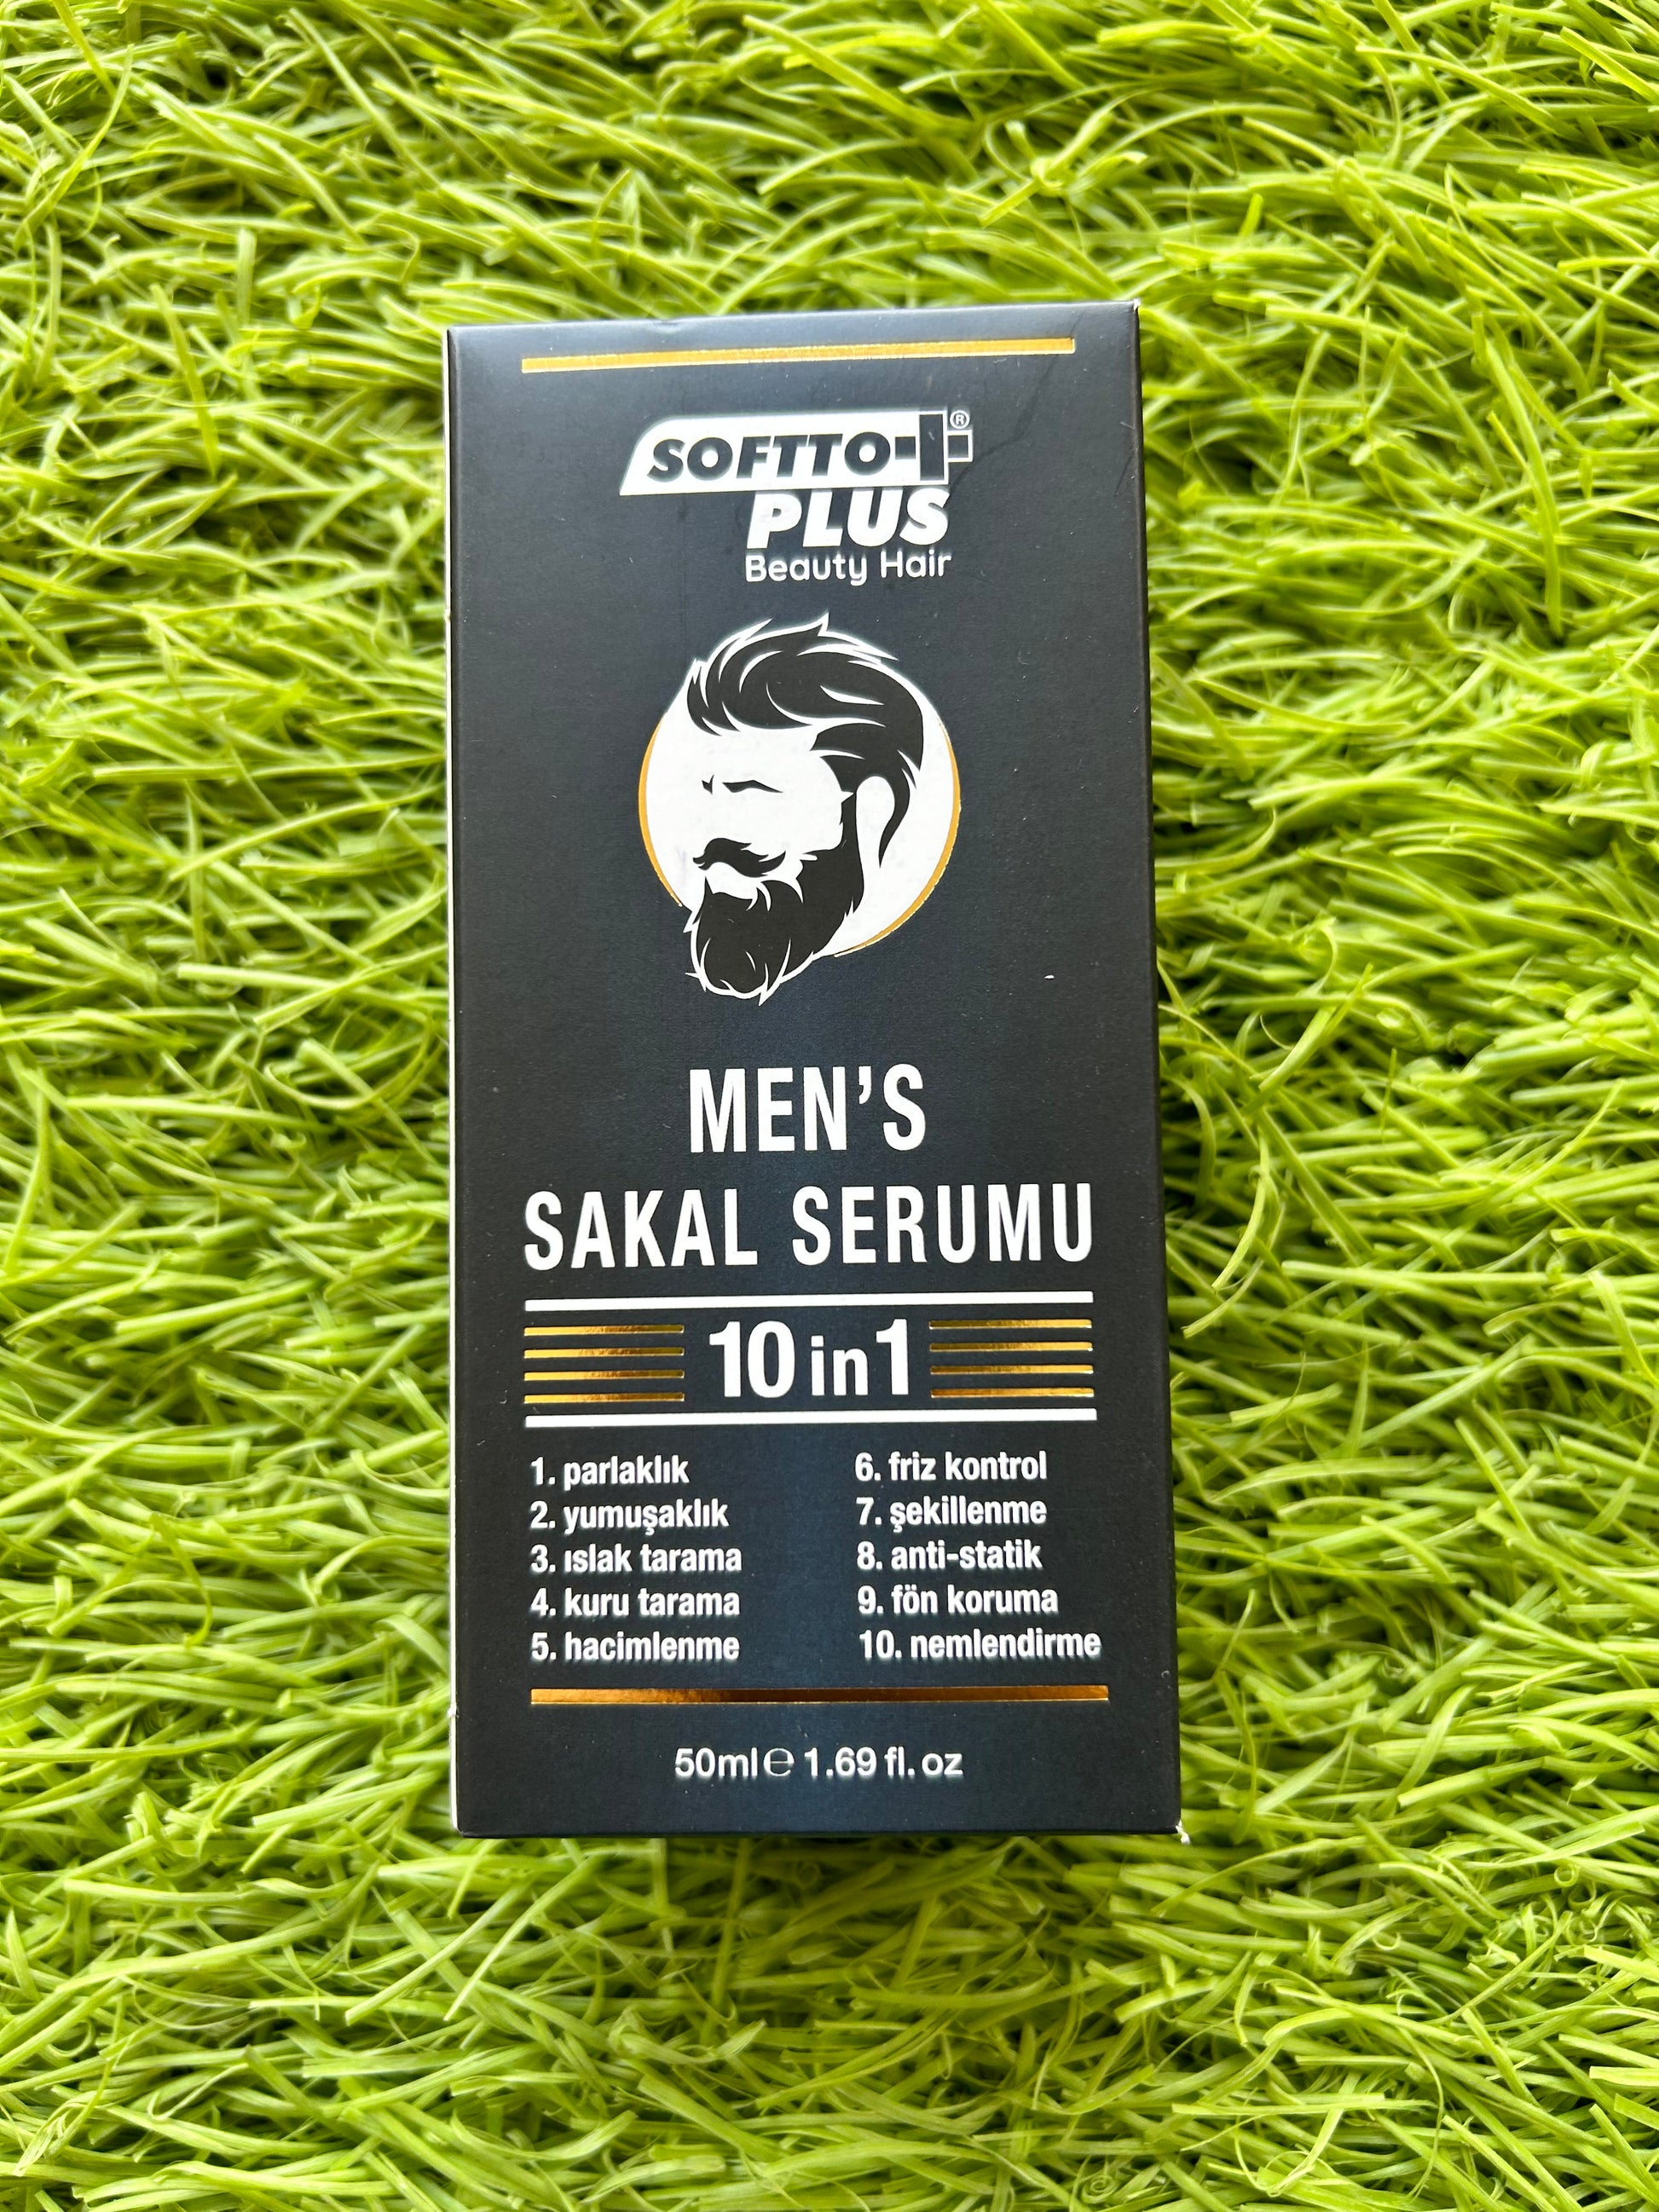 SOFTTO+®
PLUS
Beauty Hair
MEN'S
SAKAL SERUMU
10 in 1
1. parlaklık
2. yumuşaklık
3. ıslak tarama
4. kuru tarama
5. hacimlenme
6. friz kontrol
7. şekillenme
8. anti-statik
9. fön koruma
10. nemlendirme
50ml℮ 1.69 fl. oz